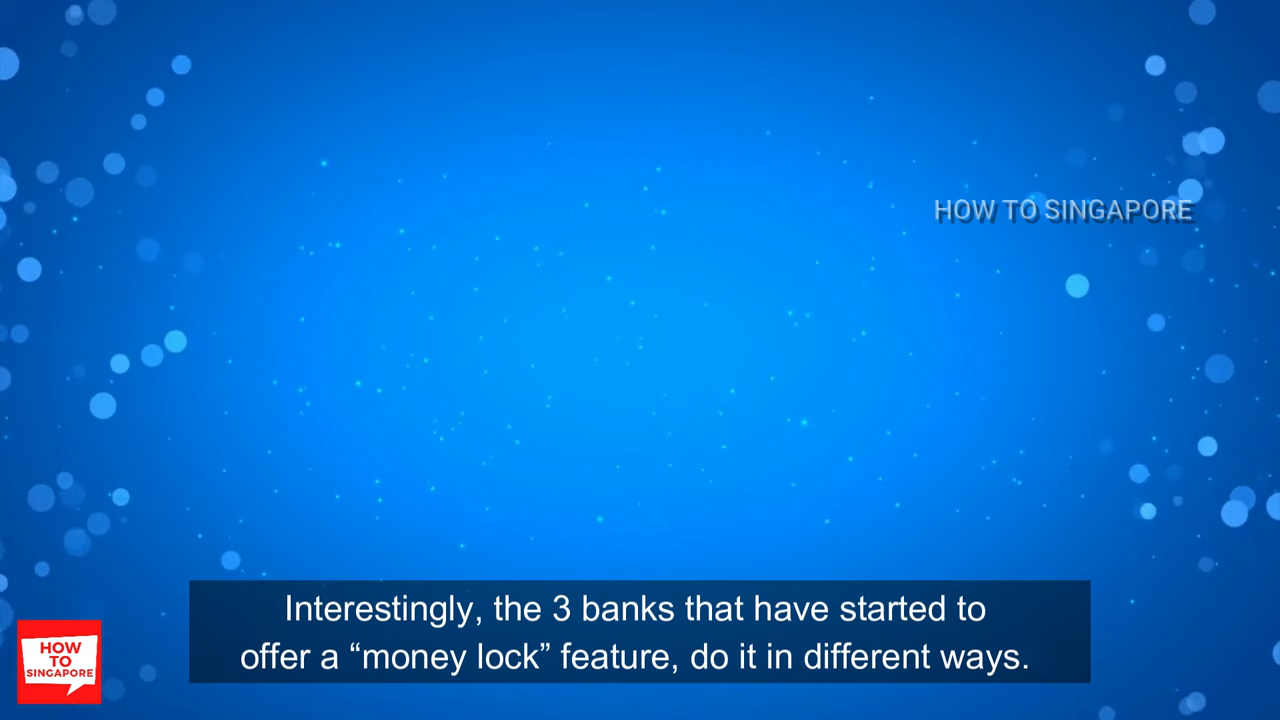 HOW TO SINGAPORE
Interestingly, the 3 banks that have started to
offer a “money lock” feature, do it in different ways.
HOW
TO
SINGAPORE